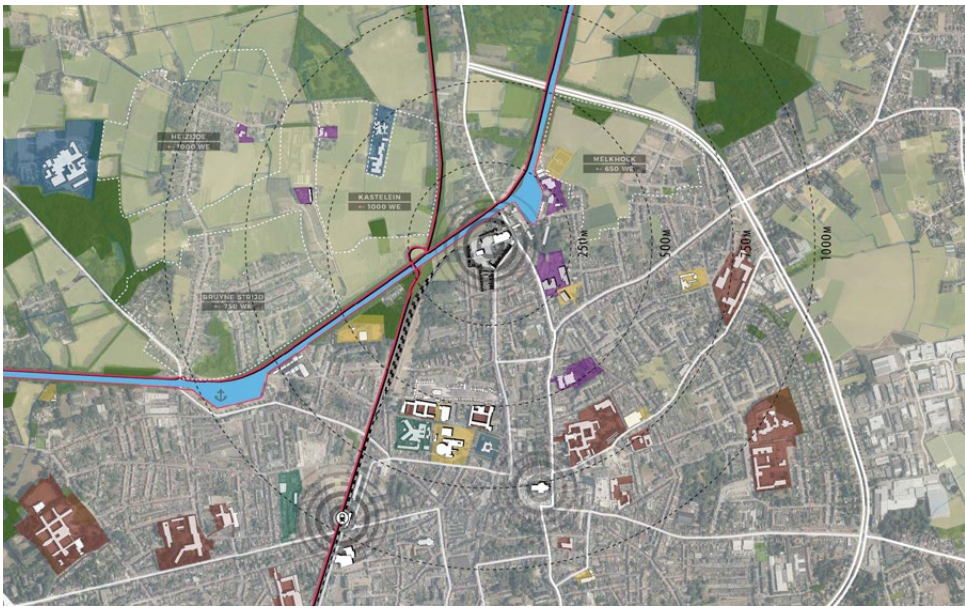 HEIZIJDE
+- 1000 WE
MELKHOEK
+- 650 WE
KASTELEIN
+- 1000 WE
BRUYNE STRIJD
+- 750 WE
250M
500M
750M
1000M